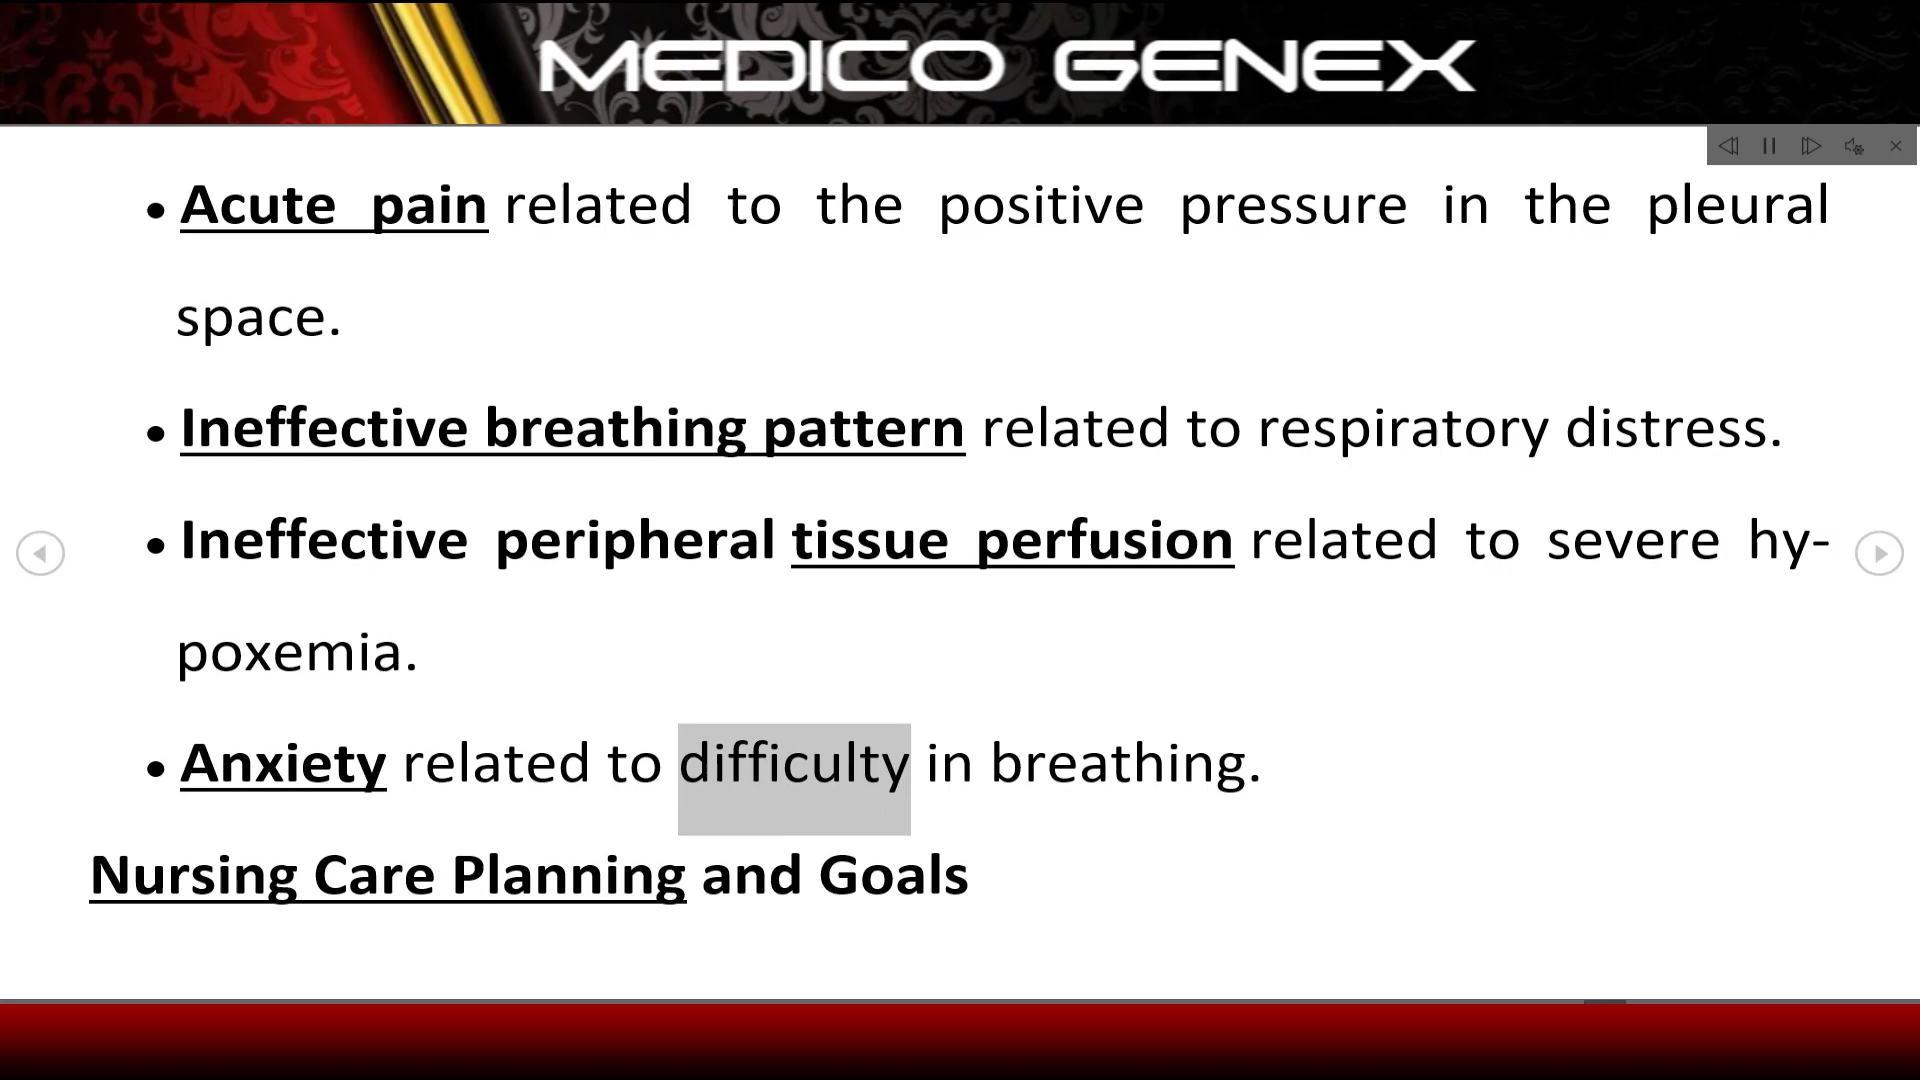 MEDICO GENEX
• Acute pain related to the positive pressure in the pleural
space.
• Ineffective breathing pattern related to respiratory distress.
• Ineffective peripheral tissue perfusion related to severe hy-
poxemia.
• Anxiety related to difficulty in breathing.
Nursing Care Planning and Goals